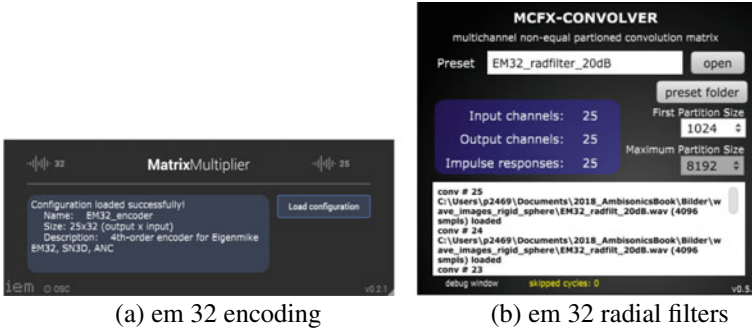 32
MatrixMultiplier
25
Configuration loaded successfully!
Name: EM32_encoder
Size: 25x32 (output x input)
Description: 4th-order encoder for Eigenmike
EM32, SN3D, ANC
Load configuration
iem OSC
v0.2.1
(a) em 32 encoding
MCFX-CONVOLVER
multichannel non-equal partioned convolution matrix
Preset EM32_radfilter_20dB open
preset folder
Input channels: 25
Output channels: 25
Impulse responses: 25
First Partition Size
1024
Maximum Partition Size
8192
conv # 25
C:\Users\p2469\Documents\2018_AmbisonicsBook\Bilder\w
ave_images_rigid_sphere\EM32_radfilt_20dB.wav (4096
smpls) loaded
conv # 24
C:\Users\p2469\Documents\2018_AmbisonicsBook\Bilder\w
ave_images_rigid_sphere\EM32_radfilt_20dB.wav (4096
smpls) loaded
conv # 23
debug window skipped cycles: 0 v0.5.
(b) em 32 radial filters